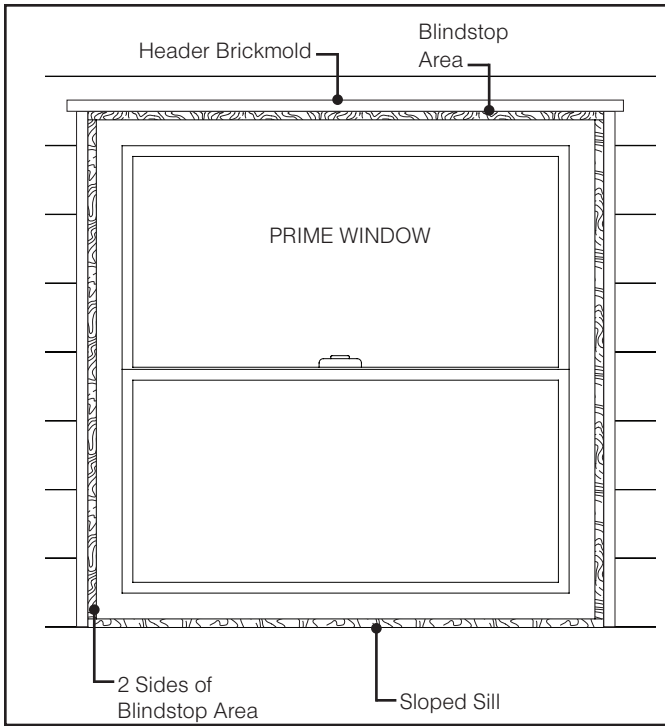 Header Brickmold
Blindstop
Area
PRIME WINDOW
2 Sides of
Blindstop Area
Sloped Sill